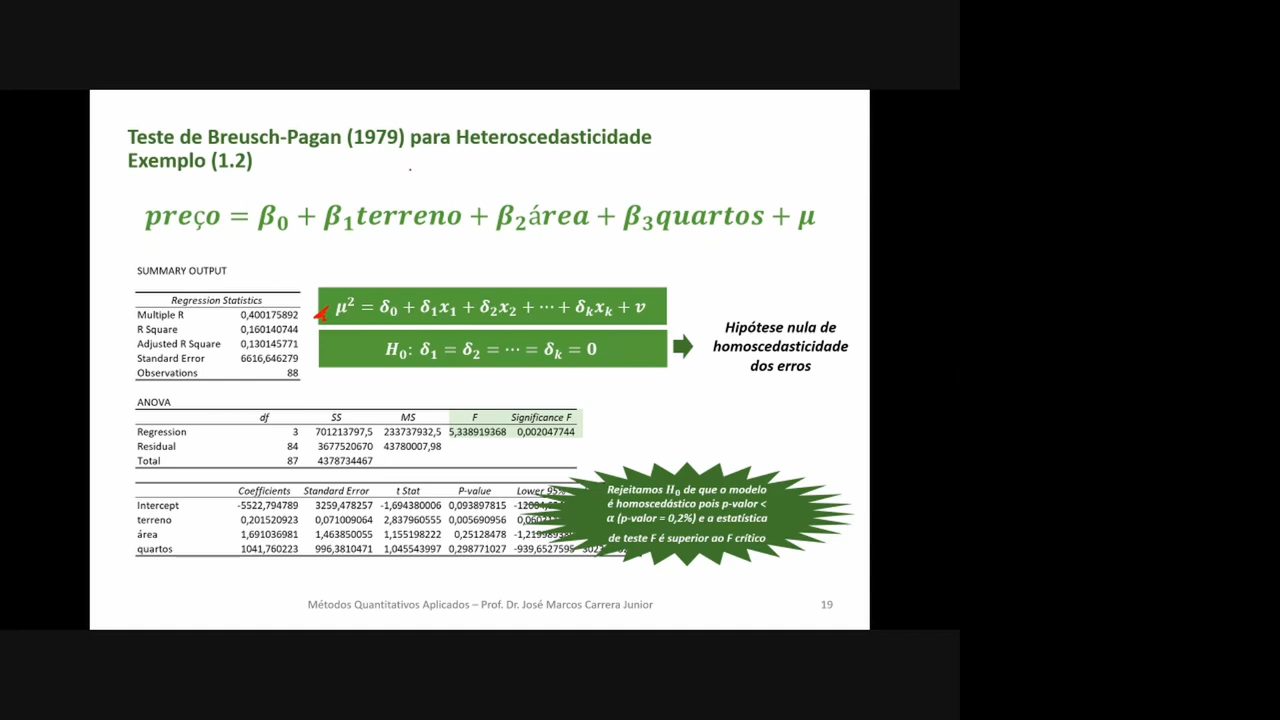 Teste de Breusch-Pagan (1979) para Heteroscedasticidade
Exemplo (1.2)
preço = β₀ + β₁terreno + β₂área + β₃quartos + μ
SUMMARY OUTPUT
Regression Statistics
Multiple R 0,400175892
R Square 0,160140744
Adjusted R Square 0,130145771
Standard Error 6616,646279
Observations 88
μ² = δ₀ + δ₁x₁ + δ₂x₂ + ⋯ + δₖxₖ + v
H₀: δ₁ = δ₂ = ⋯ = δₖ = 0
Hipótese nula de
homoscedasticidade
dos erros
ANOVA
df SS MS F Significance F
Regression 3 701213797,5 233737932,5 5,338919368 0,002047744
Residual 84 3677520670 43780007,98
Total 87 4378734467
Coefficients Standard Error t Stat P-value Lower 95%
Intercept -5522,794789 3259,478257 -1,694380006 0,093897815
terreno 0,201520923 0,071009064 2,837960555 0,005690956
área 1,691036981 1,463850055 1,155198222 0,25128478
quartos 1041,760223 996,3810471 1,045543997 0,298771027 -939,6527595
Rejeitamos H₀ de que o modelo
é homoscedástico pois p-valor <
α (p-valor = 0,2%) e a estatística
de teste F é superior ao F crítico
Métodos Quantitativos Aplicados – Prof. Dr. José Marcos Carrera Junior 19